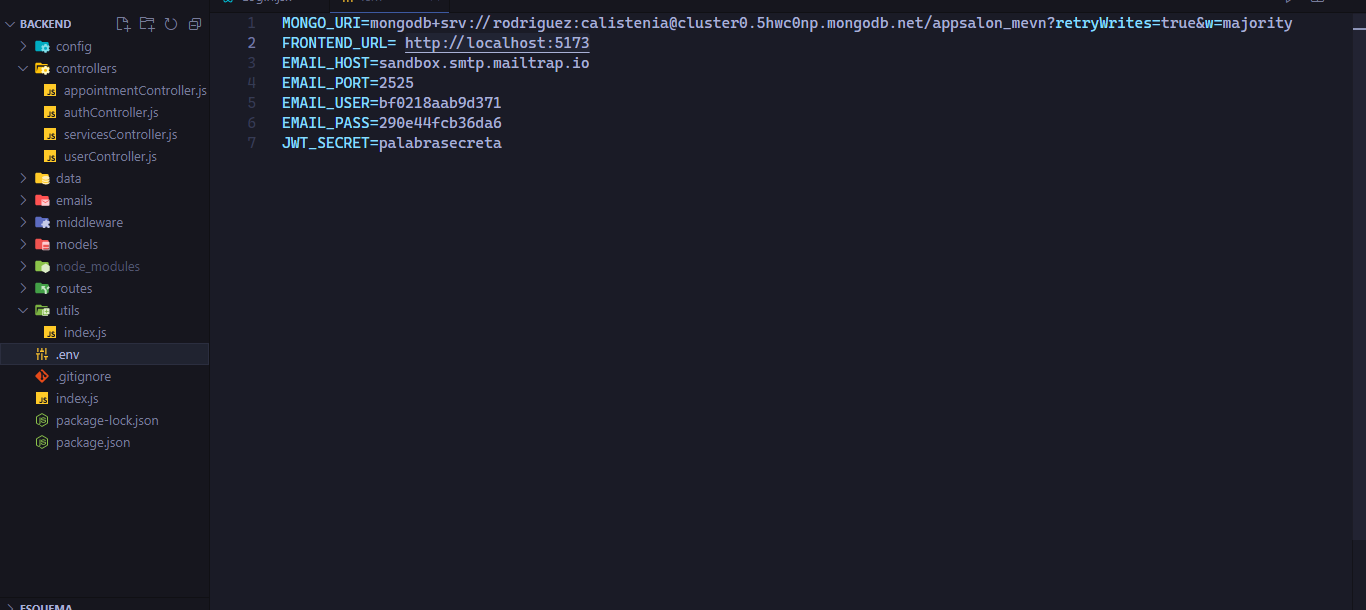 BACKEND
config
controllers
appointmentController.js
authController.js
servicesController.js
userController.js
data
emails
middleware
models
node_modules
routes
utils
index.js
.env
.gitignore
index.js
package-lock.json
package.json
ESQUEMA
1 MONGO_URI=mongodb+srv://rodriguez:calistenia@cluster0.5hwc0np.mongodb.net/appsalon_mevn?retryWrites=true&w=majority
2 FRONTEND_URL= http://localhost:5173
3 EMAIL_HOST=sandbox.smtp.mailtrap.io
4 EMAIL_PORT=2525
5 EMAIL_USER=bf0218aab9d371
6 EMAIL_PASS=290e44fcb36da6
7 JWT_SECRET=palabrasecreta